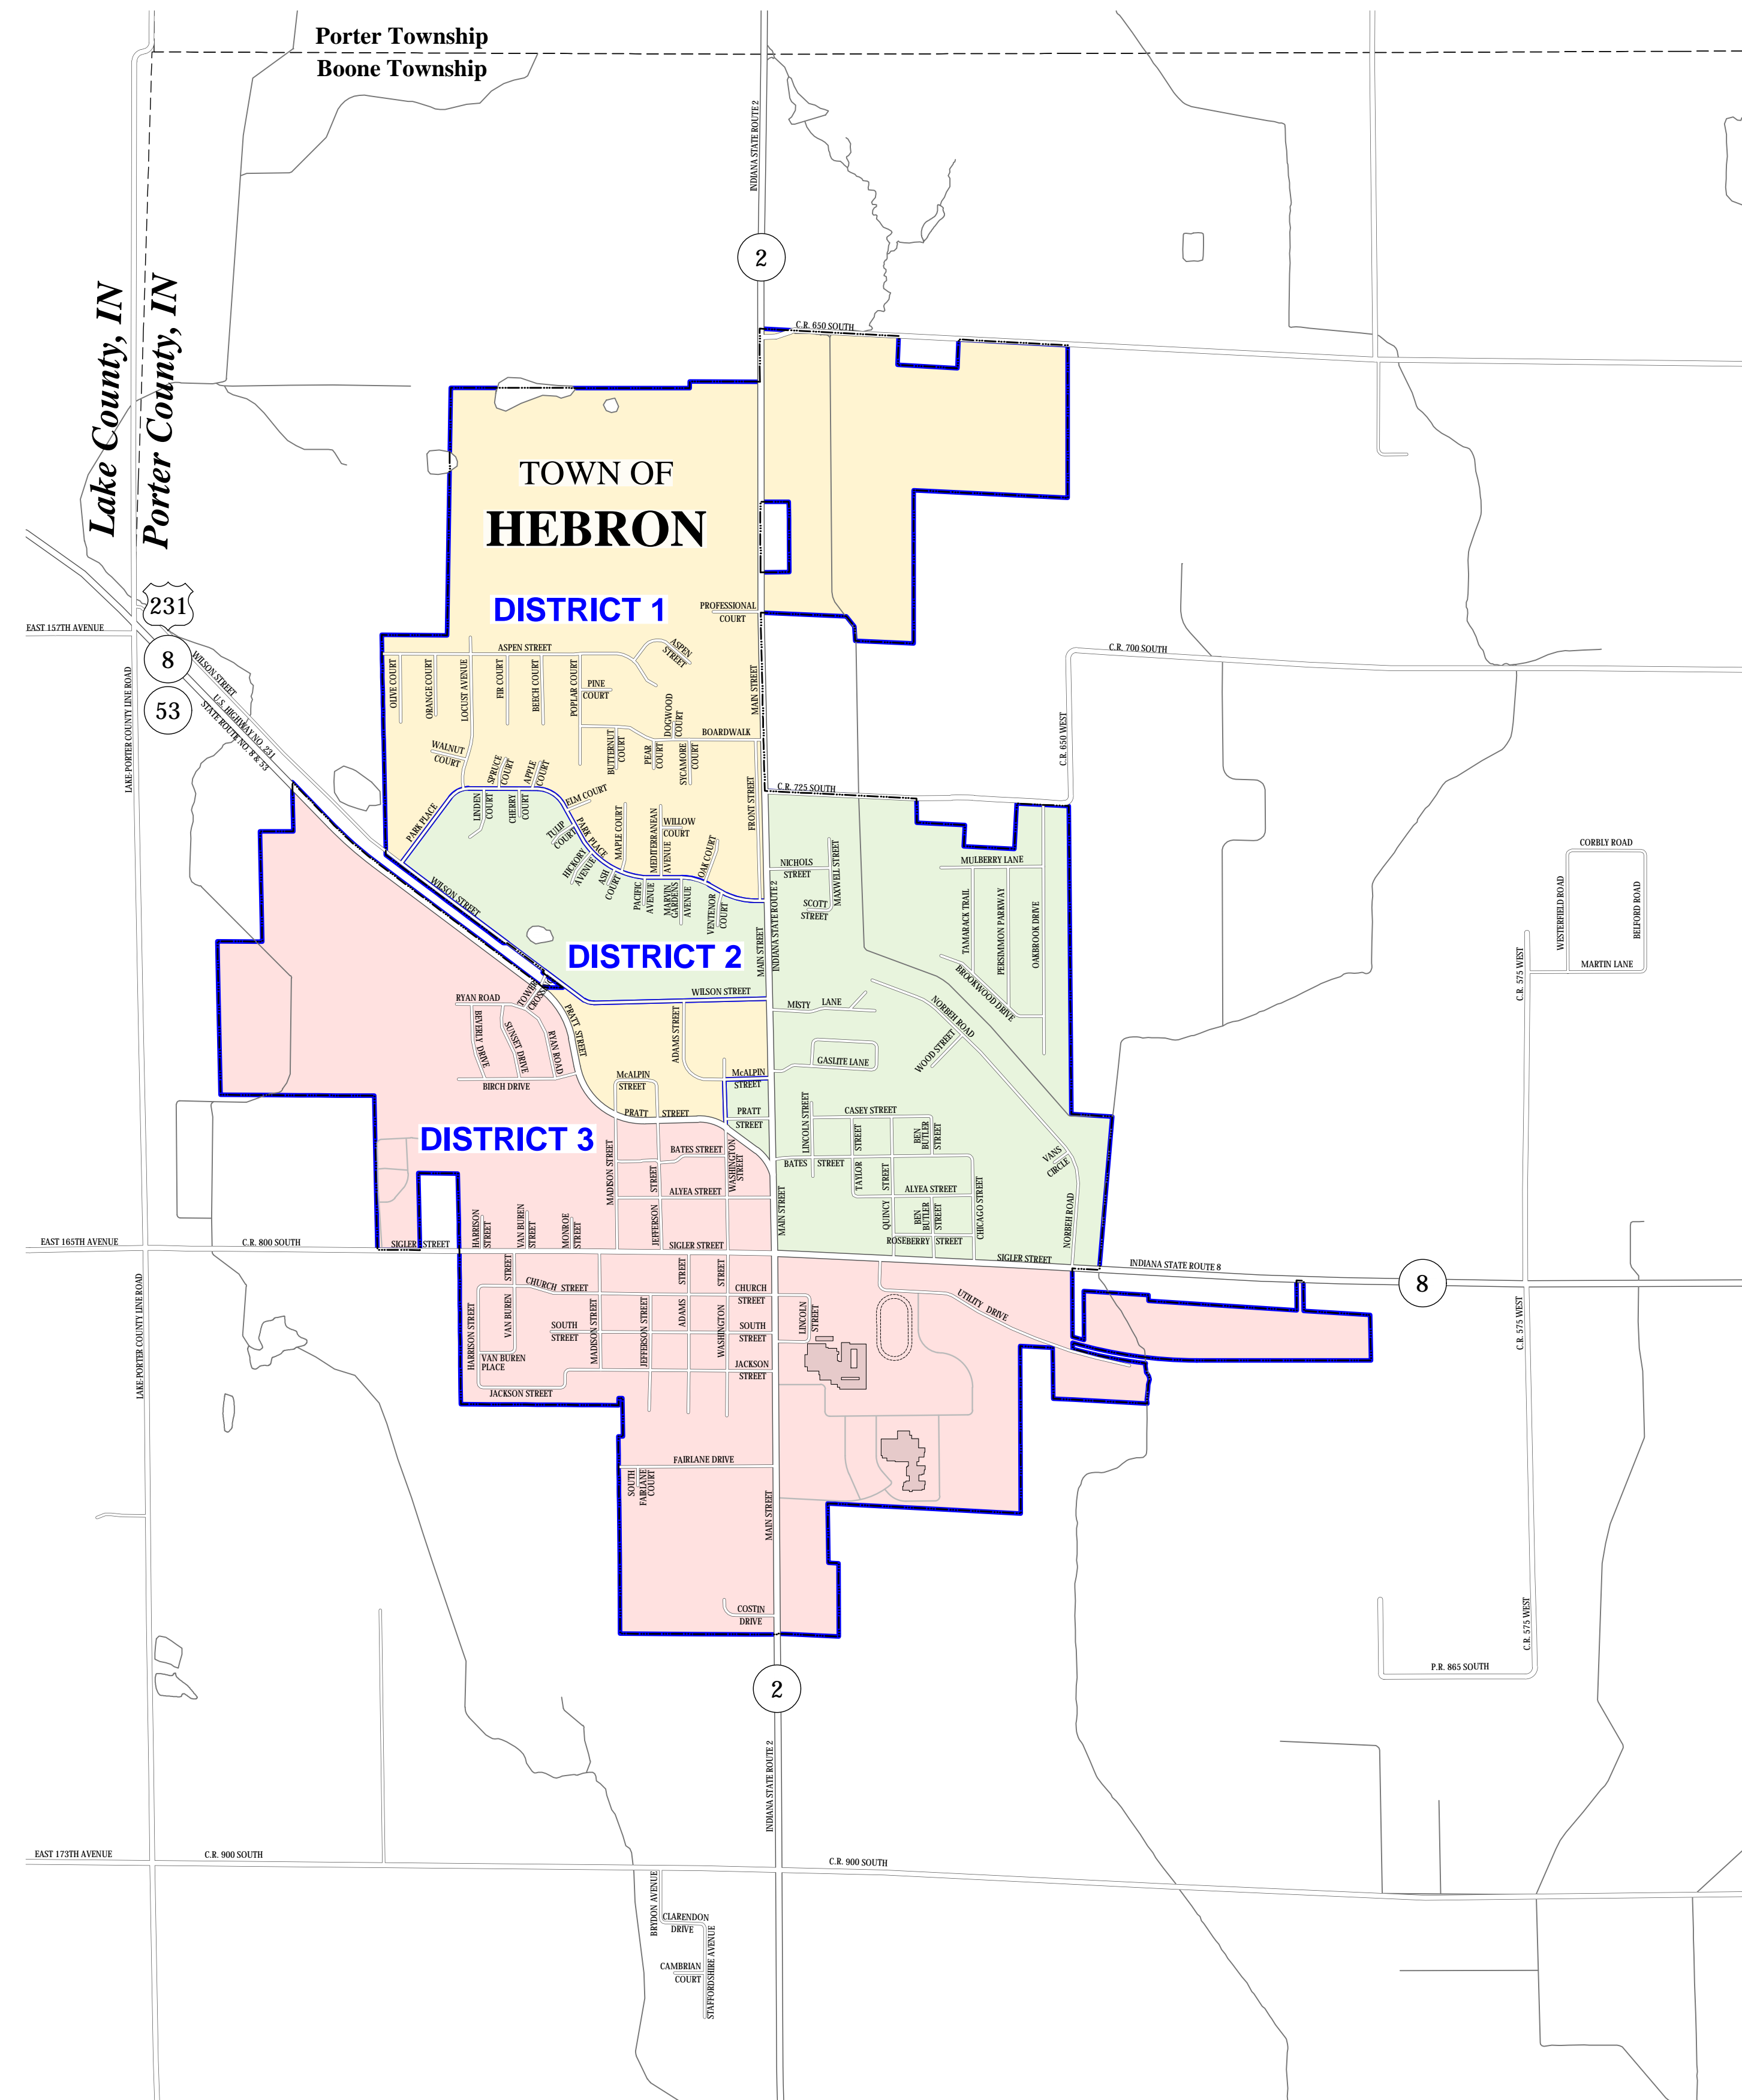 Porter Township
Boone Township
INDIANA STATE ROUTE 2
2
Lake County, IN
Porter County, IN
C.R. 650 SOUTH
TOWN OF
HEBRON
231
8
53
EAST 157TH AVENUE
LAKE-PORTER COUNTY LINE ROAD
WILSON STREET
U.S. HIGHWAY NO. 231
STATE ROUTE NO. 8 & 53
DISTRICT 1
PROFESSIONAL
COURT
ASPEN STREET
ASPEN
STREET
OLIVE COURT
ORANGE COURT
LOCUST AVENUE
FIR COURT
BEECH COURT
POPLAR COURT
PINE
COURT
MAIN STREET
C.R. 700 SOUTH
C.R. 650 WEST
DOGWOOD
COURT
BOARDWALK
WALNUT
COURT
BUTTERNUT
COURT
PEAR
COURT
SYCAMORE
COURT
SPRUCE
COURT
APPLE
COURT
ELM COURT
FRONT STREET
C.R. 725 SOUTH
PARK PLACE
LINDEN
COURT
CHERRY
COURT
TULIP
COURT
PARK PLACE
MAPLE COURT
MEDITERRANEAN
AVENUE
WILLOW
COURT
OAK COURT
HICKORY
AVENUE
ASH
COURT
PACIFIC
AVENUE
MARVIN
GARDENS
AVENUE
VENTENOR
COURT
NICHOLS
STREET
MAXWELL STREET
SCOTT
STREET
MULBERRY LANE
TAMARACK TRAIL
PERSIMMON PARKWAY
OAKBROOK DRIVE
CORBLY ROAD
WESTERFIELD ROAD
BELFORD ROAD
MARTIN LANE
C.R. 575 WEST
WILSON STREET
DISTRICT 2
MAIN STREET
INDIANA STATE ROUTE 2
BROOKWOOD DRIVE
WILSON STREET
MISTY LANE
NORBEH ROAD
WOOD STREET
GASLITE LANE
RYAN ROAD
TOWER
CROSS
PRATT STREET
ADAMS STREET
BEVERLY DRIVE
SUNSET DRIVE
RYAN ROAD
BIRCH DRIVE
McALPIN
STREET
McALPIN
STREET
PRATT STREET
PRATT
STREET
DISTRICT 3
LINCOLN STREET
CASEY STREET
BEN
BUTLER
STREET
STREET
TAYLOR
BATES STREET
BATES STREET
WASHINGTON
STREET
MADISON STREET
STREET
JEFFERSON
ALYEA STREET
ALYEA STREET
STREET
QUINCY
BEN
BUTLER
STREET
CHICAGO STREET
VANS
CIRCLE
NORBEH ROAD
ROSEBERRY STREET
MAIN STREET
HARRISON
STREET
VAN BUREN
STREET
MONROE
STREET
EAST 165TH AVENUE
C.R. 800 SOUTH
SIGLER STREET
SIGLER STREET
SIGLER STREET
INDIANA STATE ROUTE 8
8
LAKE-PORTER COUNTY LINE ROAD
STREET
VAN BUREN
CHURCH STREET
STREET
ADAMS
STREET
WASHINGTON
CHURCH
STREET
LINCOLN
STREET
UTILITY DRIVE
HARRISON STREET
SOUTH
STREET
MADISON STREET
JEFFERSON STREET
SOUTH
STREET
VAN BUREN
PLACE
JACKSON STREET
JACKSON
STREET
C.R. 575 WEST
FAIRLANE DRIVE
SOUTH
FAIRLANE
COURT
MAIN STREET
COSTIN
DRIVE
C.R. 575 WEST
P.R. 865 SOUTH
2
INDIANA STATE ROUTE 2
EAST 173TH AVENUE
C.R. 900 SOUTH
C.R. 900 SOUTH
BRYDON AVENUE
CLARENDON
DRIVE
CAMBRIAN
COURT
STAFFORDSHIRE AVENUE